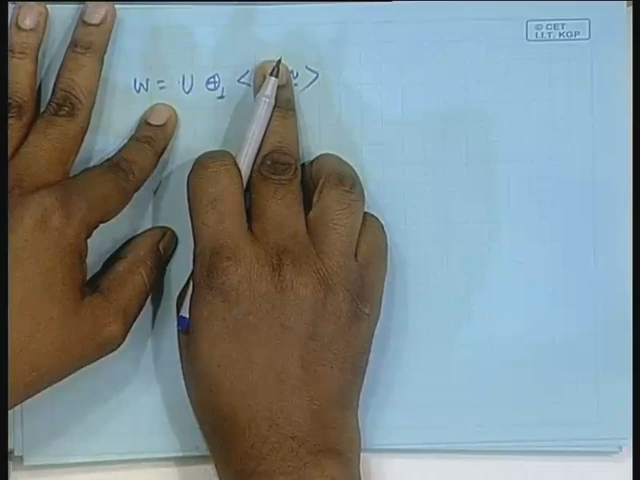 © CET
I.I.T. KGP
W = U ⊕⊥ < >